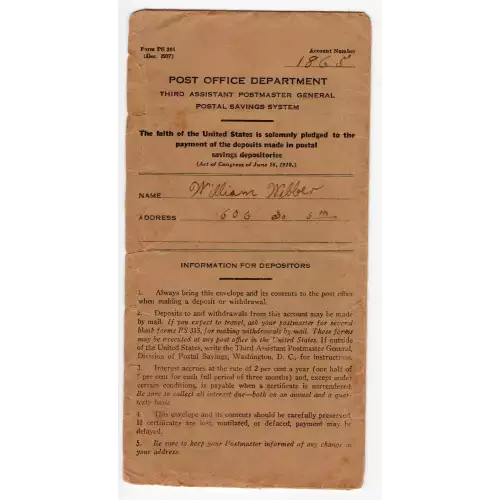 Form PS 301
(Dec. 1937)
Account Number
1865
POST OFFICE DEPARTMENT
THIRD ASSISTANT POSTMASTER GENERAL
POSTAL SAVINGS SYSTEM
The faith of the United States is solemnly pledged to the
payment of the deposits made in postal
savings depositories
(Act of Congress of June 16, 1910.)
NAME William Webber
ADDRESS 606 So 5th
INFORMATION FOR DEPOSITORS
1. Always bring this envelope and its contents to the post office
when making a deposit or withdrawal.
2. Deposits to and withdrawals from this account may be made
by mail. If you expect to travel, ask your postmaster for several
blank forms PS 315, for making withdrawals by mail. These forms
may be executed at any post office in the United States. If outside
of the United States, write the Third Assistant Postmaster General,
Division of Postal Savings, Washington, D. C., for instructions.
3. Interest accrues at the rate of 2 per cent a year (one half of
1 per cent for each full period of three months) and, except under
certain conditions, is payable when a certificate is surrendered.
Be sure to collect all interest due—both on an annual and a quar-
terly basis.
4. This envelope and its contents should be carefully preserved.
If certificates are lost, mutilated, or defaced, payment may be
delayed.
5. Be sure to keep your Postmaster informed of any change in
your address.